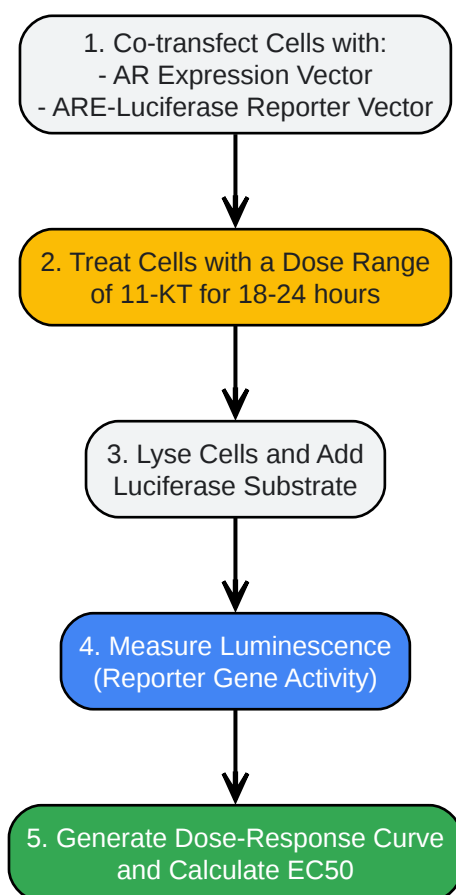 1. Co-transfect Cells with:
- AR Expression Vector
- ARE-Luciferase Reporter Vector
2. Treat Cells with a Dose Range
of 11-KT for 18-24 hours
3. Lyse Cells and Add
Luciferase Substrate
4. Measure Luminescence
(Reporter Gene Activity)
5. Generate Dose-Response Curve
and Calculate EC50